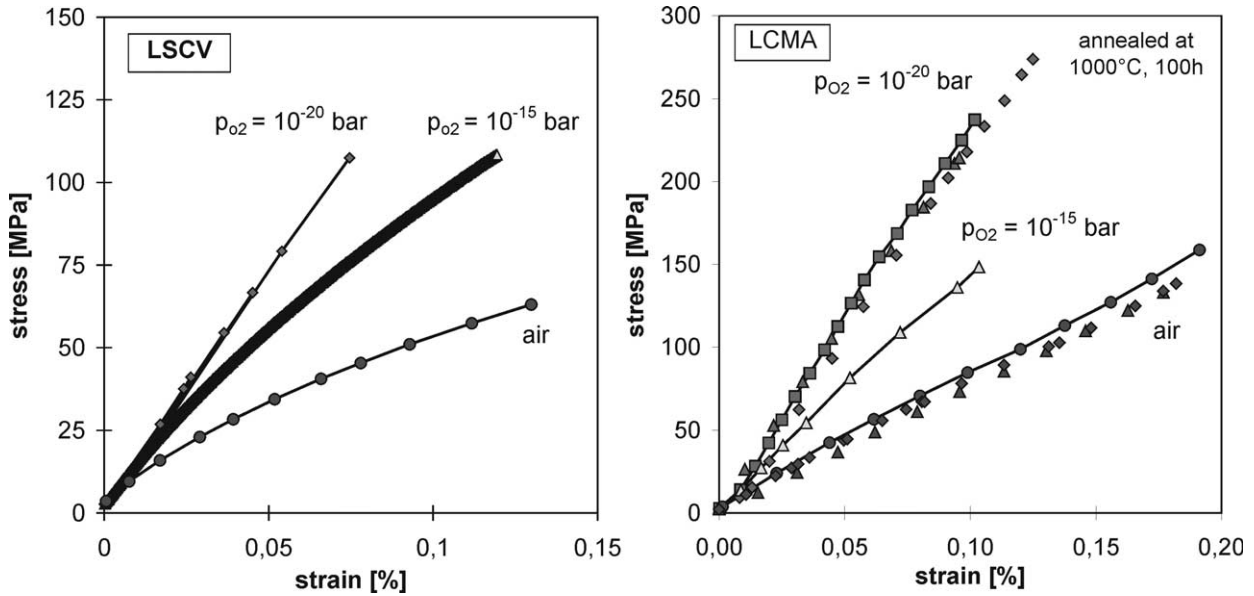 LSCV
p_o2 = 10^-20 bar
p_o2 = 10^-15 bar
air
150
125
100
75
50
25
0
stress [MPa]
0
0,05
0,1
0,15
strain [%]
LCMA
annealed at
1000°C, 100h
p_O2 = 10^-20 bar
p_O2 = 10^-15 bar
air
300
250
200
150
100
50
0
stress [MPa]
0,00
0,05
0,10
0,15
0,20
strain [%]